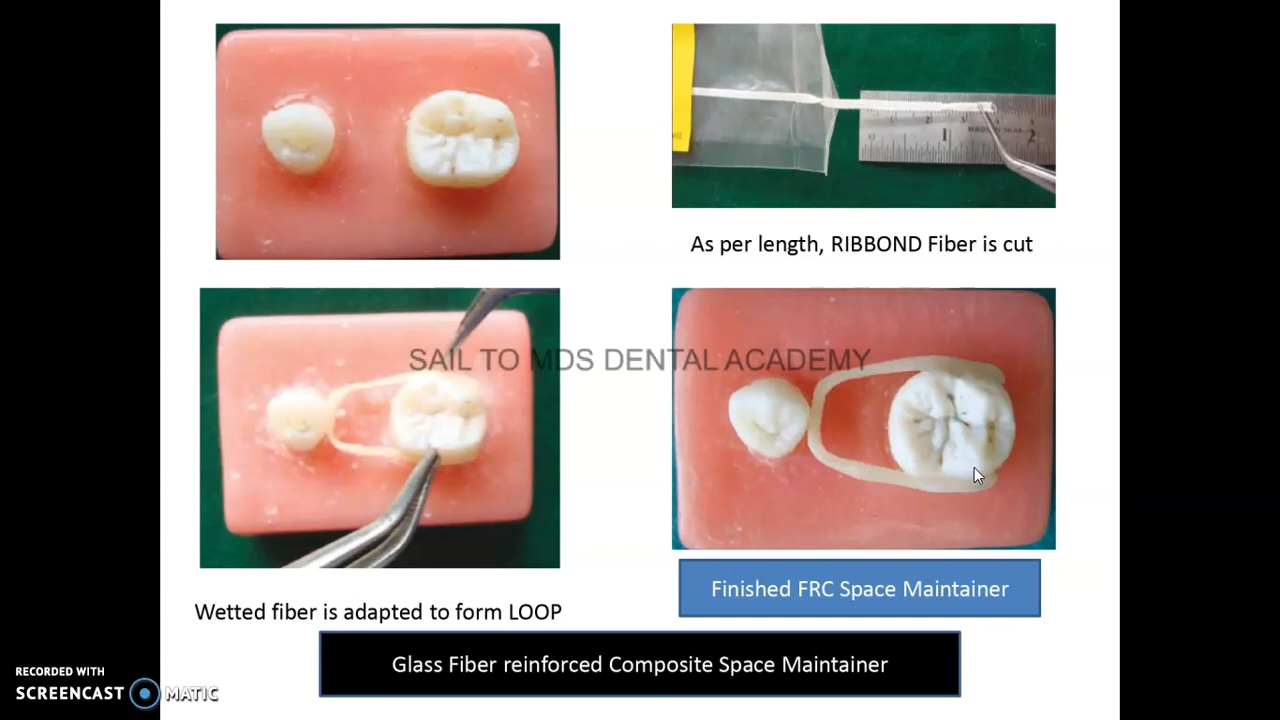 As per length, RIBBOND Fiber is cut
SAIL TO MDS DENTAL ACADEMY
Wetted fiber is adapted to form LOOP
Finished FRC Space Maintainer
Glass Fiber reinforced Composite Space Maintainer
RECORDED WITH
SCREENCAST MATIC